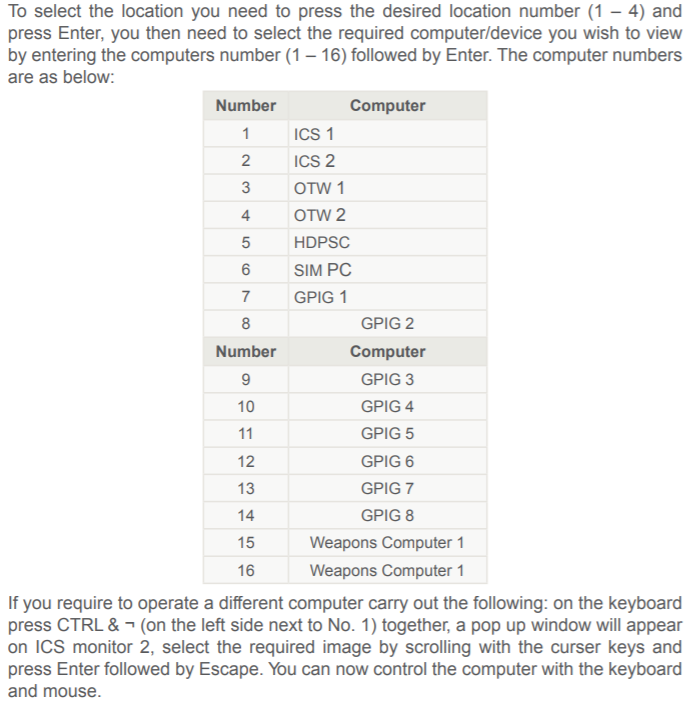 To select the location you need to press the desired location number (1 – 4) and
press Enter, you then need to select the required computer/device you wish to view
by entering the computers number (1 – 16) followed by Enter. The computer numbers
are as below:
Number Computer
1 ICS 1
2 ICS 2
3 OTW 1
4 OTW 2
5 HDPSC
6 SIM PC
7 GPIG 1
8 GPIG 2
Number Computer
9 GPIG 3
10 GPIG 4
11 GPIG 5
12 GPIG 6
13 GPIG 7
14 GPIG 8
15 Weapons Computer 1
16 Weapons Computer 1
If you require to operate a different computer carry out the following: on the keyboard
press CTRL & ¬ (on the left side next to No. 1) together, a pop up window will appear
on ICS monitor 2, select the required image by scrolling with the curser keys and
press Enter followed by Escape. You can now control the computer with the keyboard
and mouse.